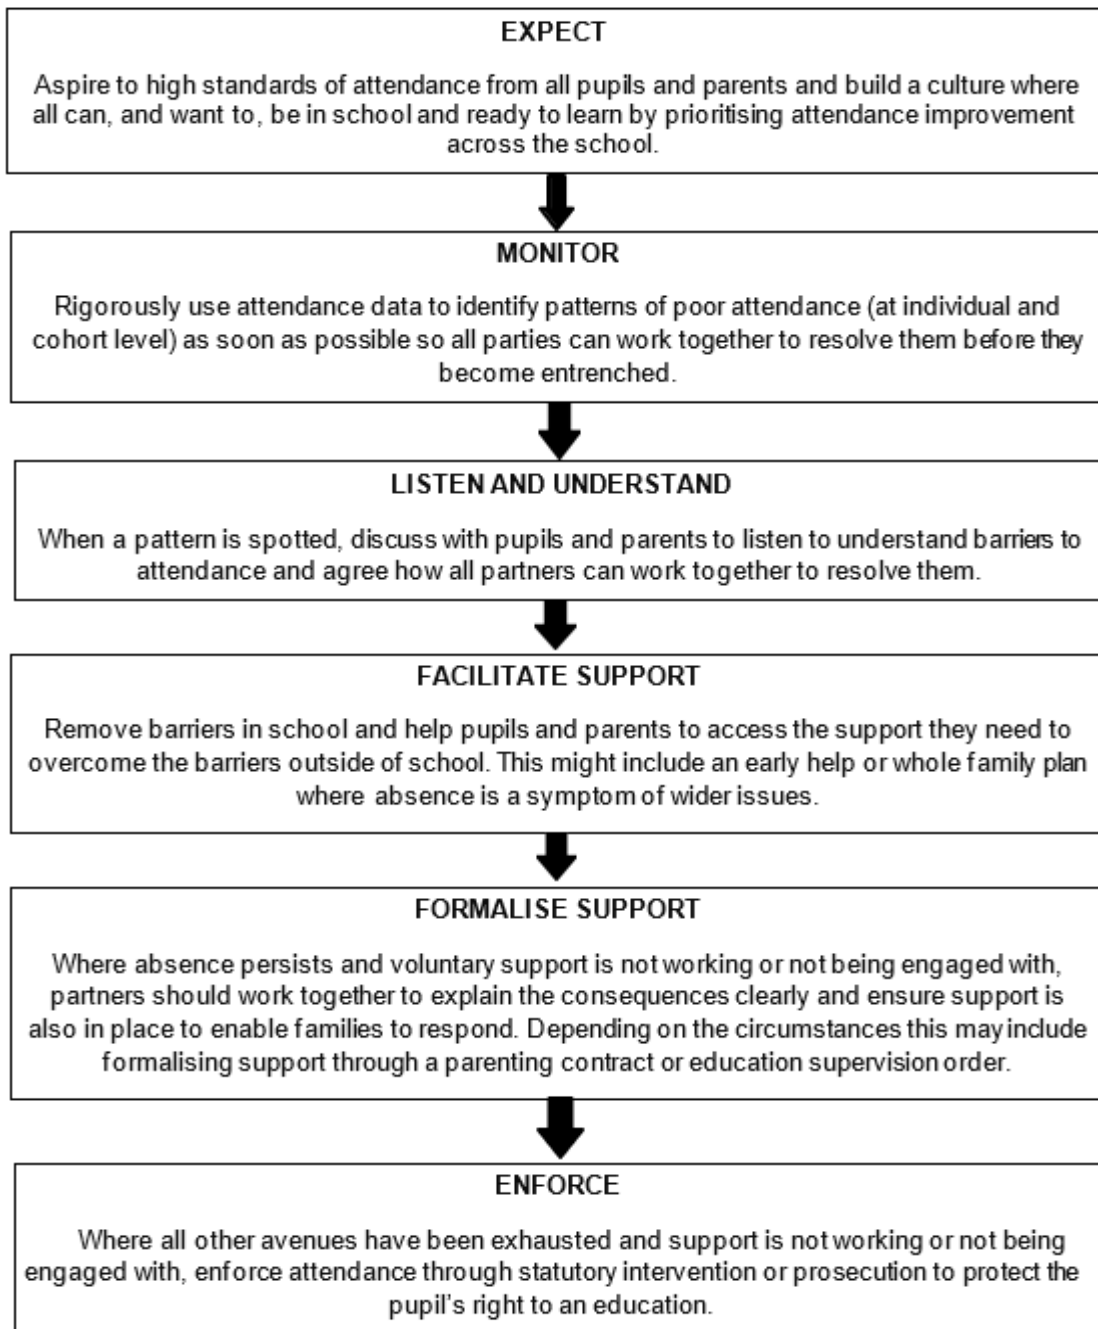 EXPECT
Aspire to high standards of attendance from all pupils and parents and build a culture where
all can, and want to, be in school and ready to learn by prioritising attendance improvement
across the school.
MONITOR
Rigorously use attendance data to identify patterns of poor attendance (at individual and
cohort level) as soon as possible so all parties can work together to resolve them before they
become entrenched.
LISTEN AND UNDERSTAND
When a pattern is spotted, discuss with pupils and parents to listen to understand barriers to
attendance and agree how all partners can work together to resolve them.
FACILITATE SUPPORT
Remove barriers in school and help pupils and parents to access the support they need to
overcome the barriers outside of school. This might include an early help or whole family plan
where absence is a symptom of wider issues.
FORMALISE SUPPORT
Where absence persists and voluntary support is not working or not being engaged with,
partners should work together to explain the consequences clearly and ensure support is
also in place to enable families to respond. Depending on the circumstances this may include
formalising support through a parenting contract or education supervision order.
ENFORCE
Where all other avenues have been exhausted and support is not working or not being
engaged with, enforce attendance through statutory intervention or prosecution to protect the
pupil's right to an education.